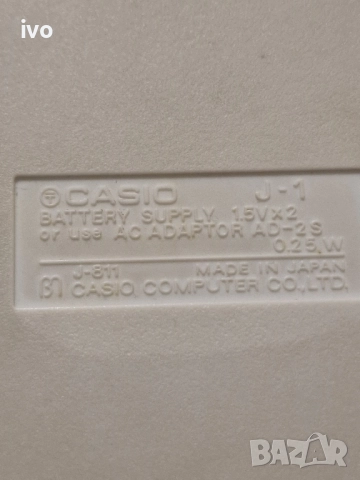 ivo
CASIO J-1
BATTERY SUPPLY 1.5V×2
or use AC ADAPTOR AD-2S
0.25 W
J-811 MADE IN JAPAN
CASIO COMPUTER CO., LTD.
BAZAR